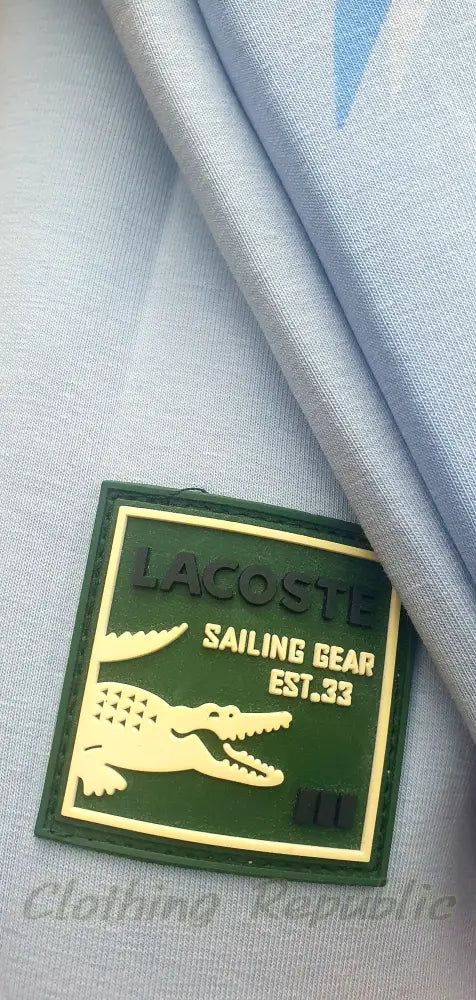 LACOSTE
SAILING GEAR
EST.33
Clothing Republic